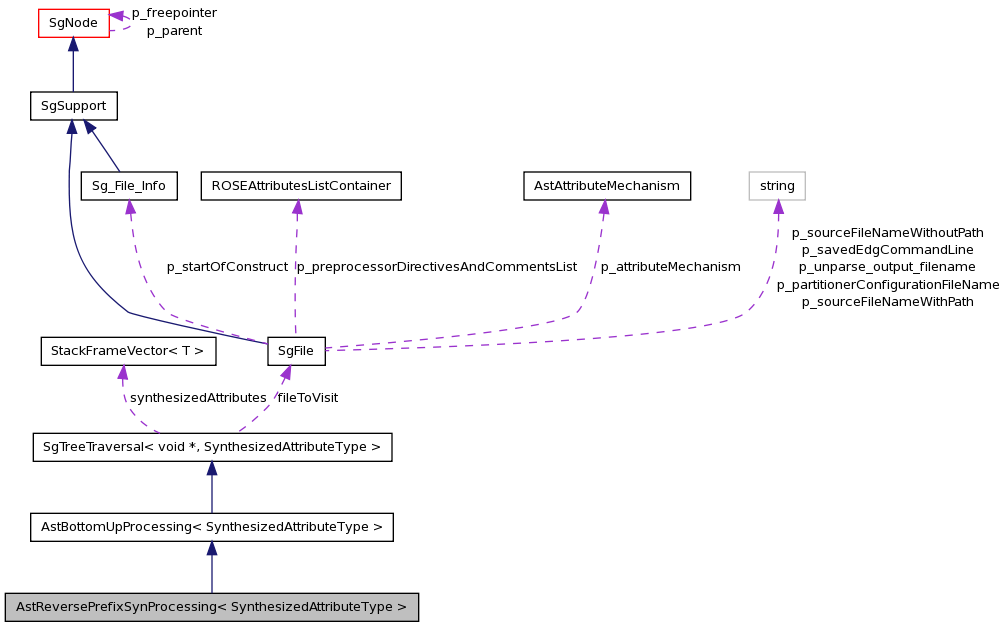 p_freepointer
SgNode
p_parent
SgSupport
Sg_File_Info
ROSEAttributesListContainer
AstAttributeMechanism
string
p_sourceFileNameWithoutPath
p_savedEdgCommandLine
p_startOfConstruct
p_preprocessorDirectivesAndCommentsList
p_attributeMechanism
p_unparse_output_filename
p_partitionerConfigurationFileName
p_sourceFileNameWithPath
StackFrameVector< T >
SgFile
synthesizedAttributes
fileToVisit
SgTreeTraversal< void *, SynthesizedAttributeType >
AstBottomUpProcessing< SynthesizedAttributeType >
AstReversePrefixSynProcessing< SynthesizedAttributeType >